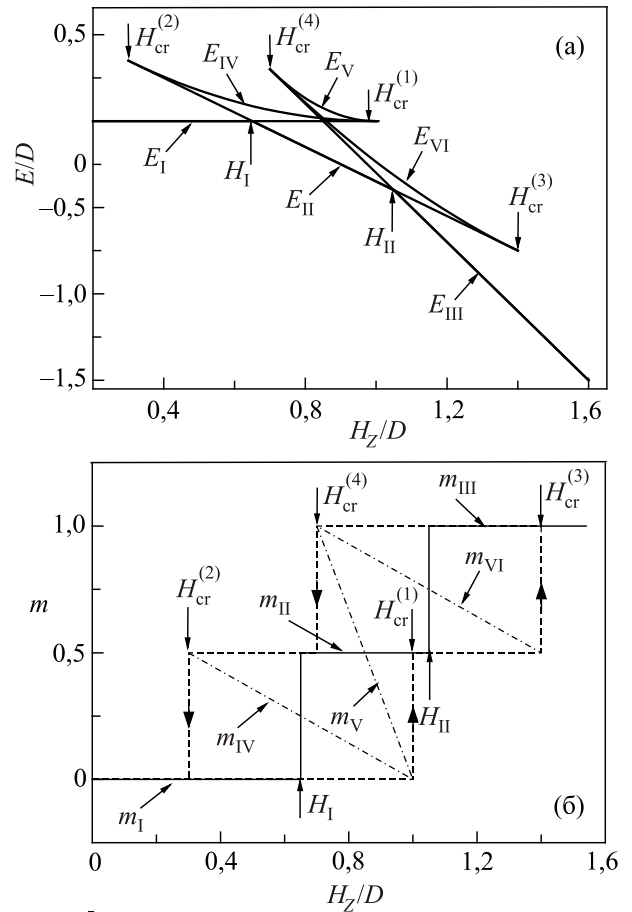 (а)
0,5
0
–0,5
–1,0
–1,5
E/D
H_cr^(2)
H_cr^(4)
H_cr^(1)
H_cr^(3)
E_IV
E_V
E_VI
E_I
H_I
E_II
H_II
E_III
0,4 0,8 1,2 1,6
H_Z/D
1,0
0,5
0
m
H_cr^(4)
m_III
H_cr^(3)
H_cr^(2)
m_II
H_cr^(1)
m_VI
m_IV
m_V
H_II
m_I
H_I
(б)
0 0,4 0,8 1,2 1,6
H_Z/D